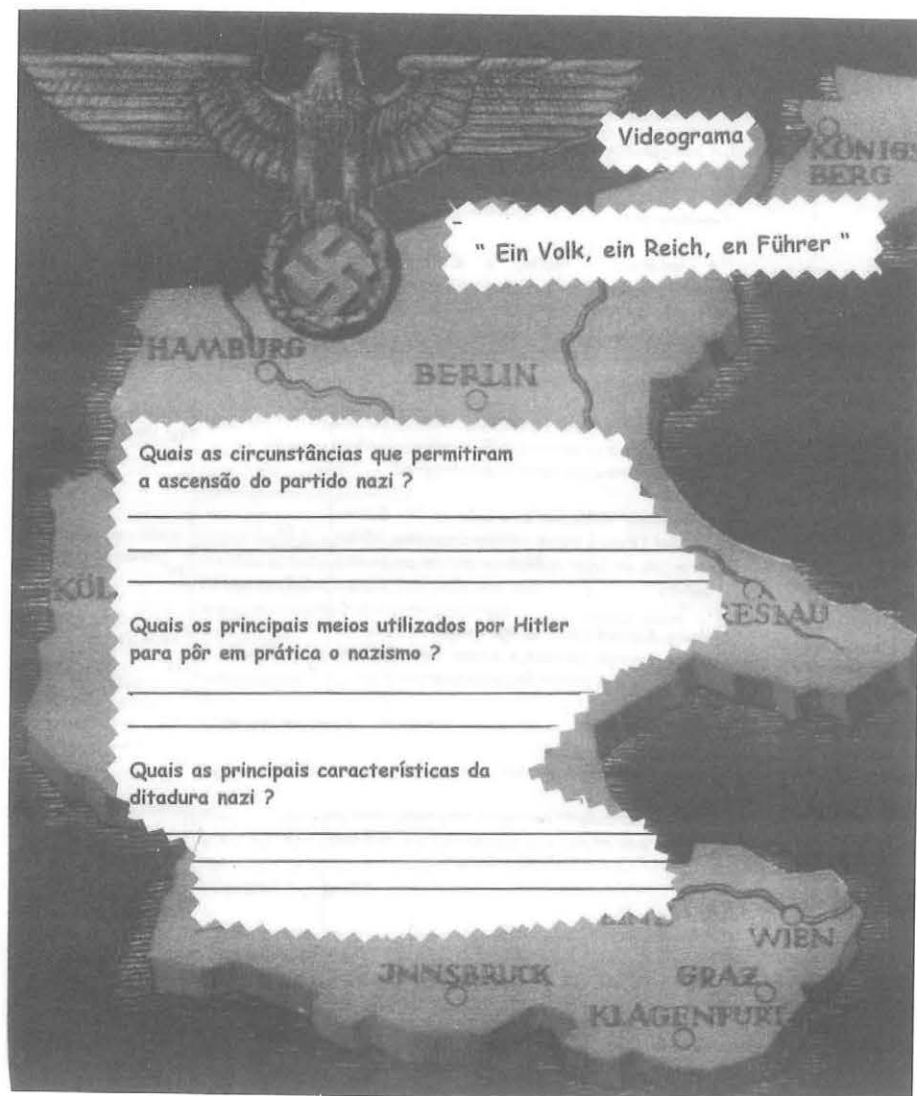 Videograma
KÖNIGS
BERG
" Ein Volk, ein Reich, en Führer "
HAMBURG
BERLIN
Quais as circunstâncias que permitiram
a ascensão do partido nazi ?
KÖL
RESLAU
Quais os principais meios utilizados por Hitler
para pôr em prática o nazismo ?
Quais as principais características da
ditadura nazi ?
WIEN
JNNSBRUCK
GRAZ
KLAGENFURT